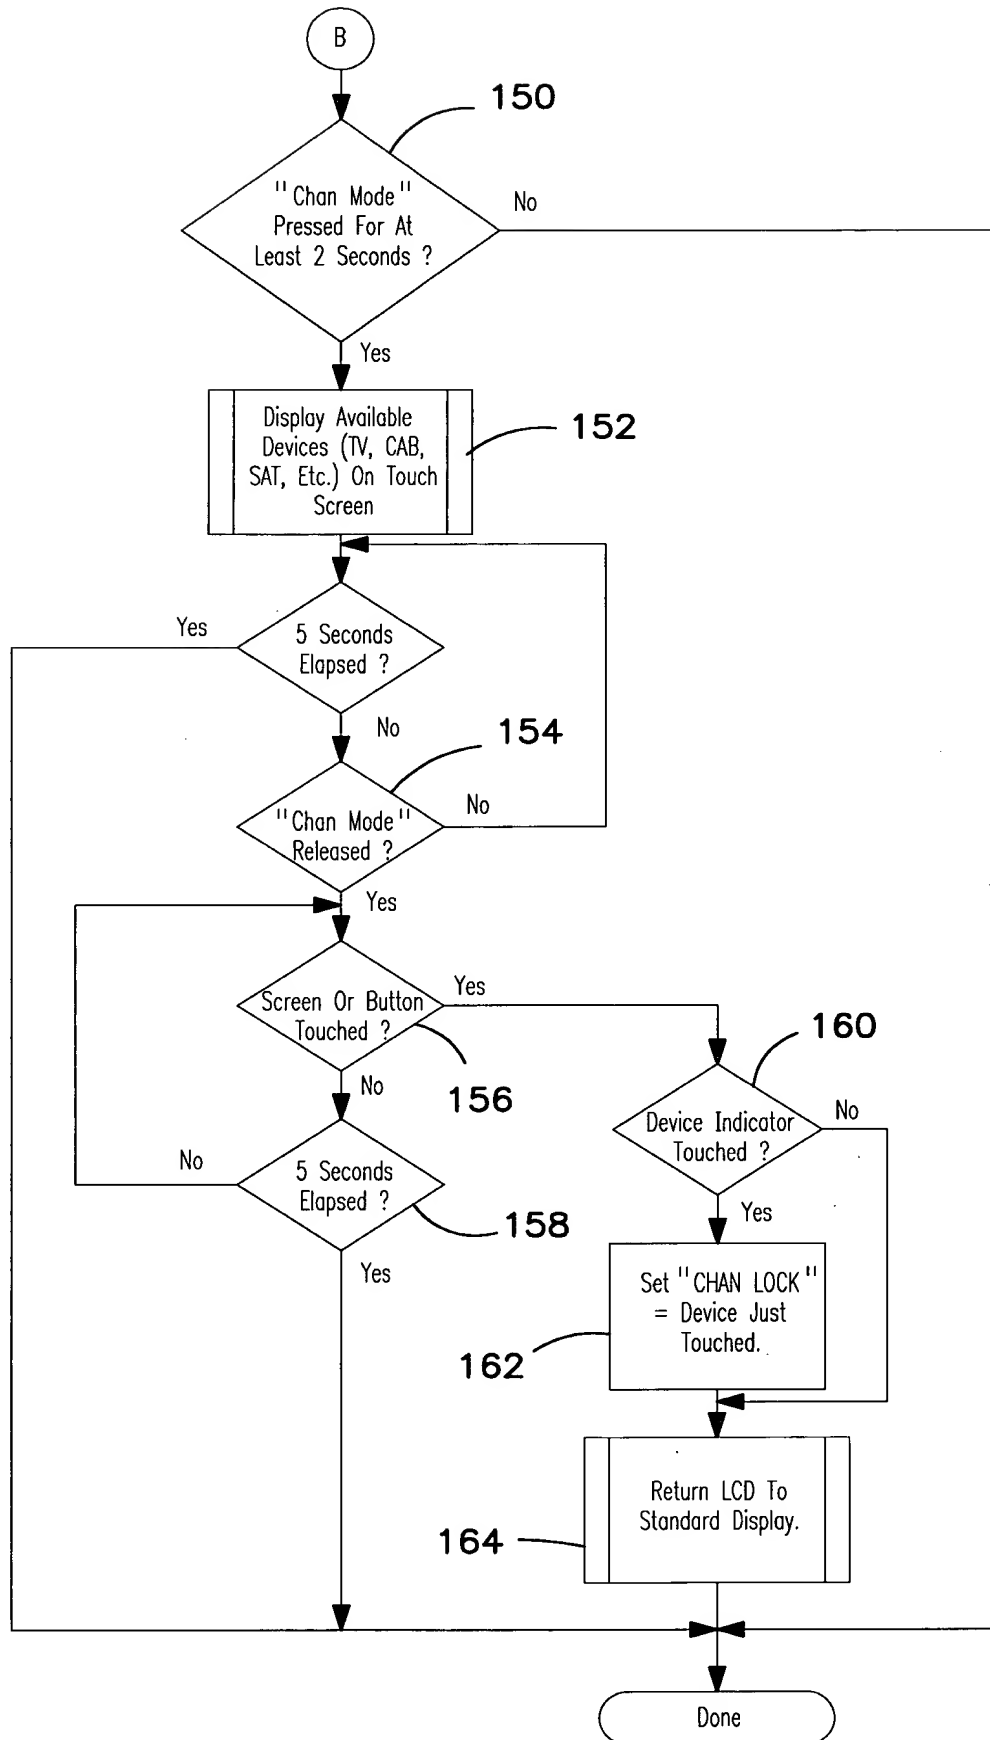 B
150
"Chan Mode"
Pressed For At
Least 2 Seconds ?
No
Yes
Display Available
Devices (TV, CAB,
SAT, Etc.) On Touch
Screen
152
Yes
5 Seconds
Elapsed ?
No
154
"Chan Mode"
Released ?
No
Yes
Screen Or Button
Touched ?
Yes
156
No
160
Device Indicator
Touched ?
No
No
5 Seconds
Elapsed ?
158
Yes
Yes
Set "CHAN LOCK"
= Device Just
Touched.
162
Return LCD To
Standard Display.
164
Done